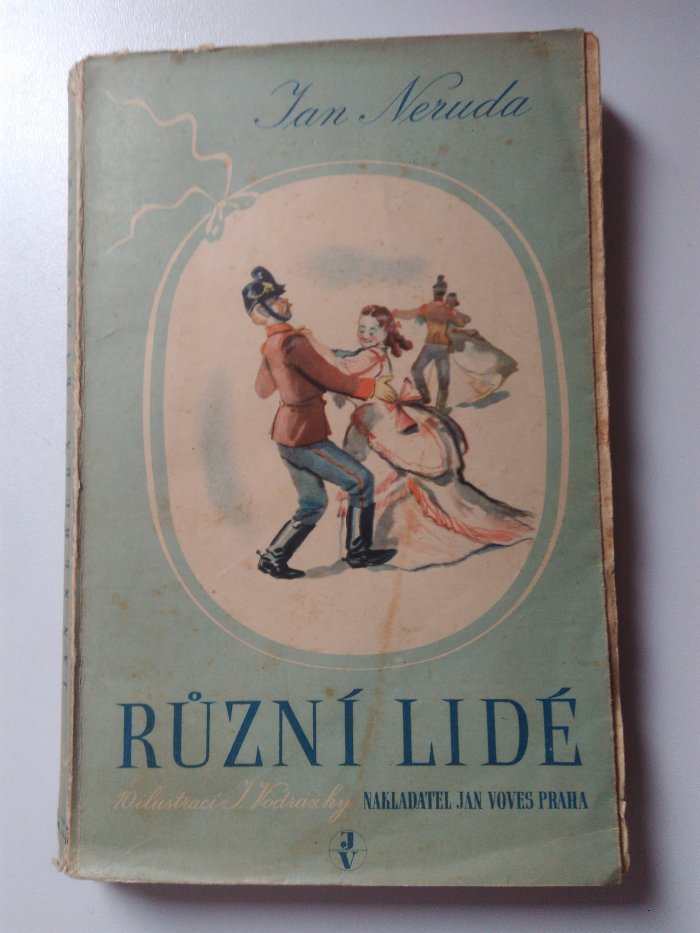 Jan Neruda
RŮZNÍ LIDÉ
10 ilustrací J. Vodrážky NAKLADATEL JAN VOVES PRAHA
JV